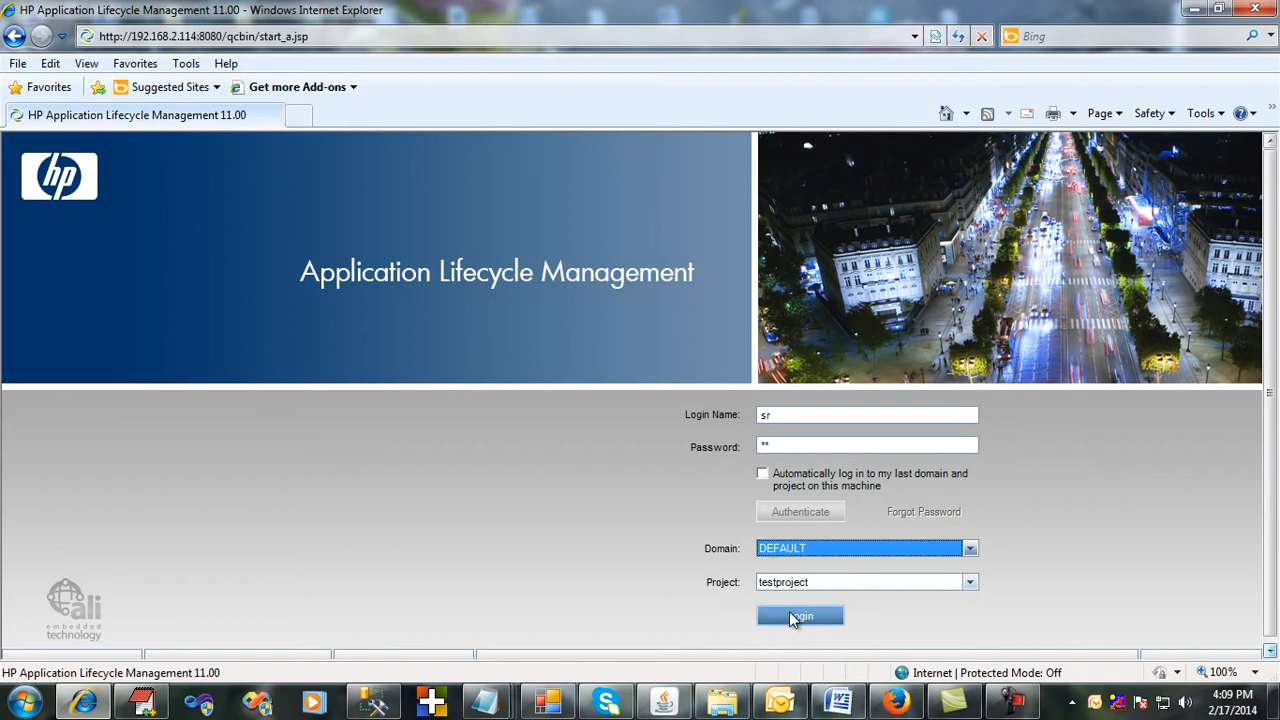 HP Application Lifecycle Management 11.00 - Windows Internet Explorer
http://192.168.2.114:8080/qcbin/start_a.jsp
Bing
File Edit View Favorites Tools Help
Favorites Suggested Sites Get more Add-ons
HP Application Lifecycle Management 11.00
Page Safety Tools
hp
Application Lifecycle Management
Login Name: sr
Password: **
Automatically log in to my last domain and
project on this machine
Authenticate Forgot Password
Domain: DEFAULT
Project: testproject
Login
ali
embedded
technology
HP Application Lifecycle Management 11.00 Internet | Protected Mode: Off 100%
4:09 PM
2/17/2014